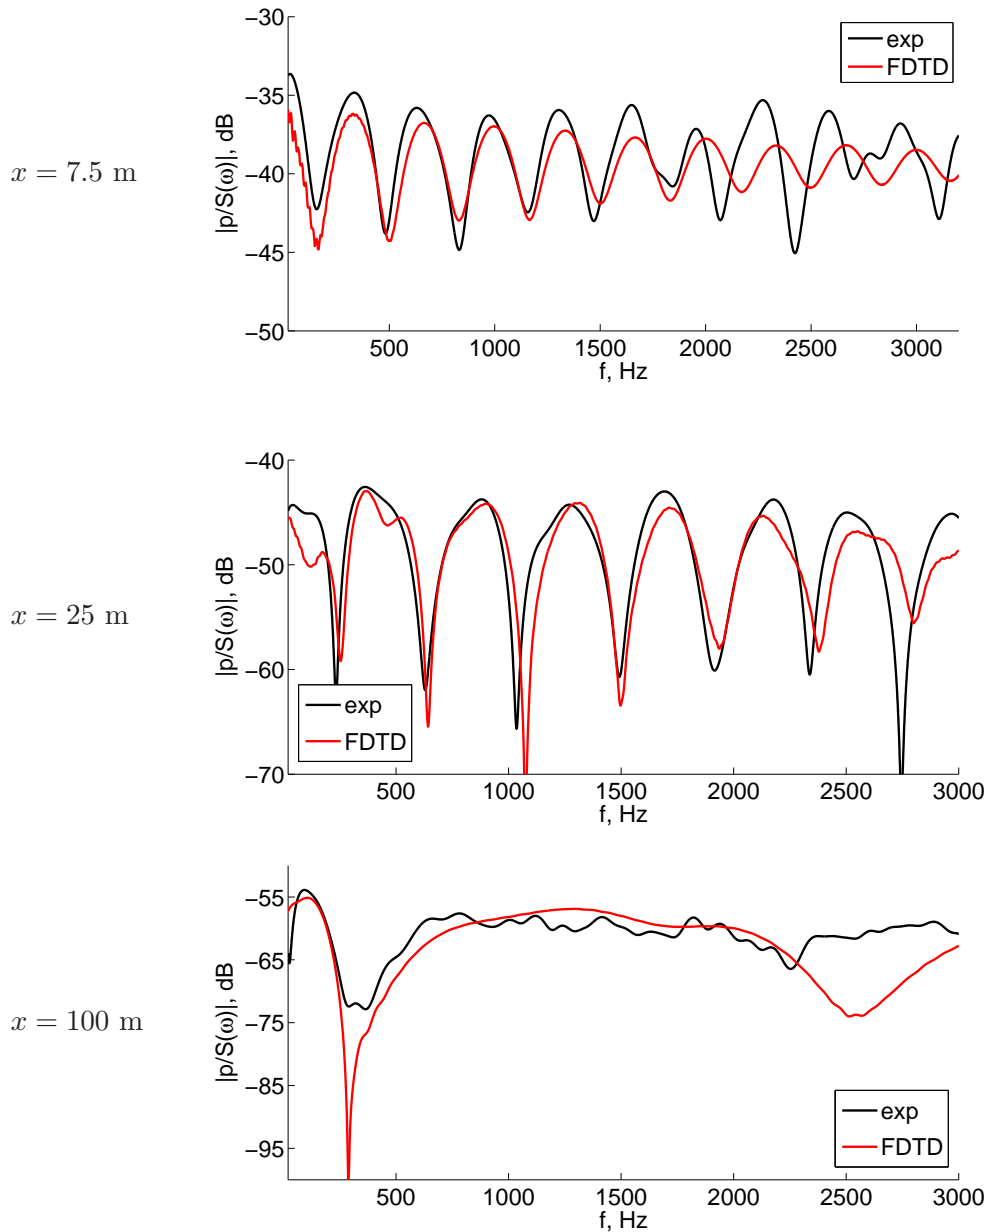 x = 7.5 m
−30
−35
−40
−45
−50
|p/S(ω)|, dB
exp
FDTD
500 1000 1500 2000 2500 3000
f, Hz
x = 25 m
−40
−50
−60
−70
|p/S(ω)|, dB
exp
FDTD
500 1000 1500 2000 2500 3000
f, Hz
x = 100 m
−55
−65
−75
−85
−95
|p/S(ω)|, dB
exp
FDTD
500 1000 1500 2000 2500 3000
f, Hz